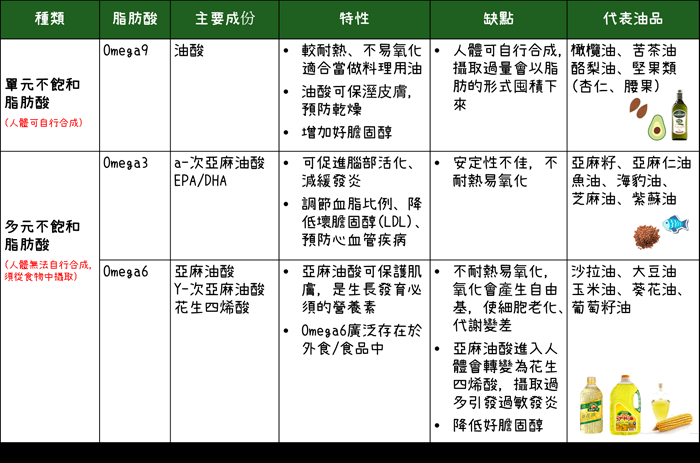 種類 脂肪酸 主要成份 特性 缺點 代表油品
單元不飽和
脂肪酸
(人體可自行合成)
Omega9
油酸
• 較耐熱、不易氧化
適合當做料理用油
• 油酸可保溼皮膚,
預防乾燥
• 增加好膽固醇
• 人體可自行合成,
攝取過量會以脂
肪的形式囤積下
來
橄欖油、苦茶油
酪梨油、堅果類
(杏仁、腰果)
多元不飽和
脂肪酸
(人體無法自行合成,
須從食物中攝取)
Omega3
a-次亞麻油酸
EPA/DHA
• 可促進腦部活化、
減緩發炎
• 調節血脂比例、降
低壞膽固醇(LDL)、
預防心血管疾病
• 安定性不佳, 不
耐熱易氧化
亞麻籽、亞麻仁油
魚油、海豹油、
芝麻油、紫蘇油
Omega6
亞麻油酸
Y-次亞麻油酸
花生四烯酸
• 亞麻油酸可保護肌
膚, 是生長發育必
須的營養素
• Omega6廣泛存在於
外食/食品中
• 不耐熱易氧化,
氧化會產生自由
基, 使細胞老化、
代謝變差
• 亞麻油酸進入人
體會轉變為花生
四烯酸, 攝取過
多引發過敏發炎
• 降低好膽固醇
沙拉油、大豆油
玉米油、葵花油、
葡萄籽油